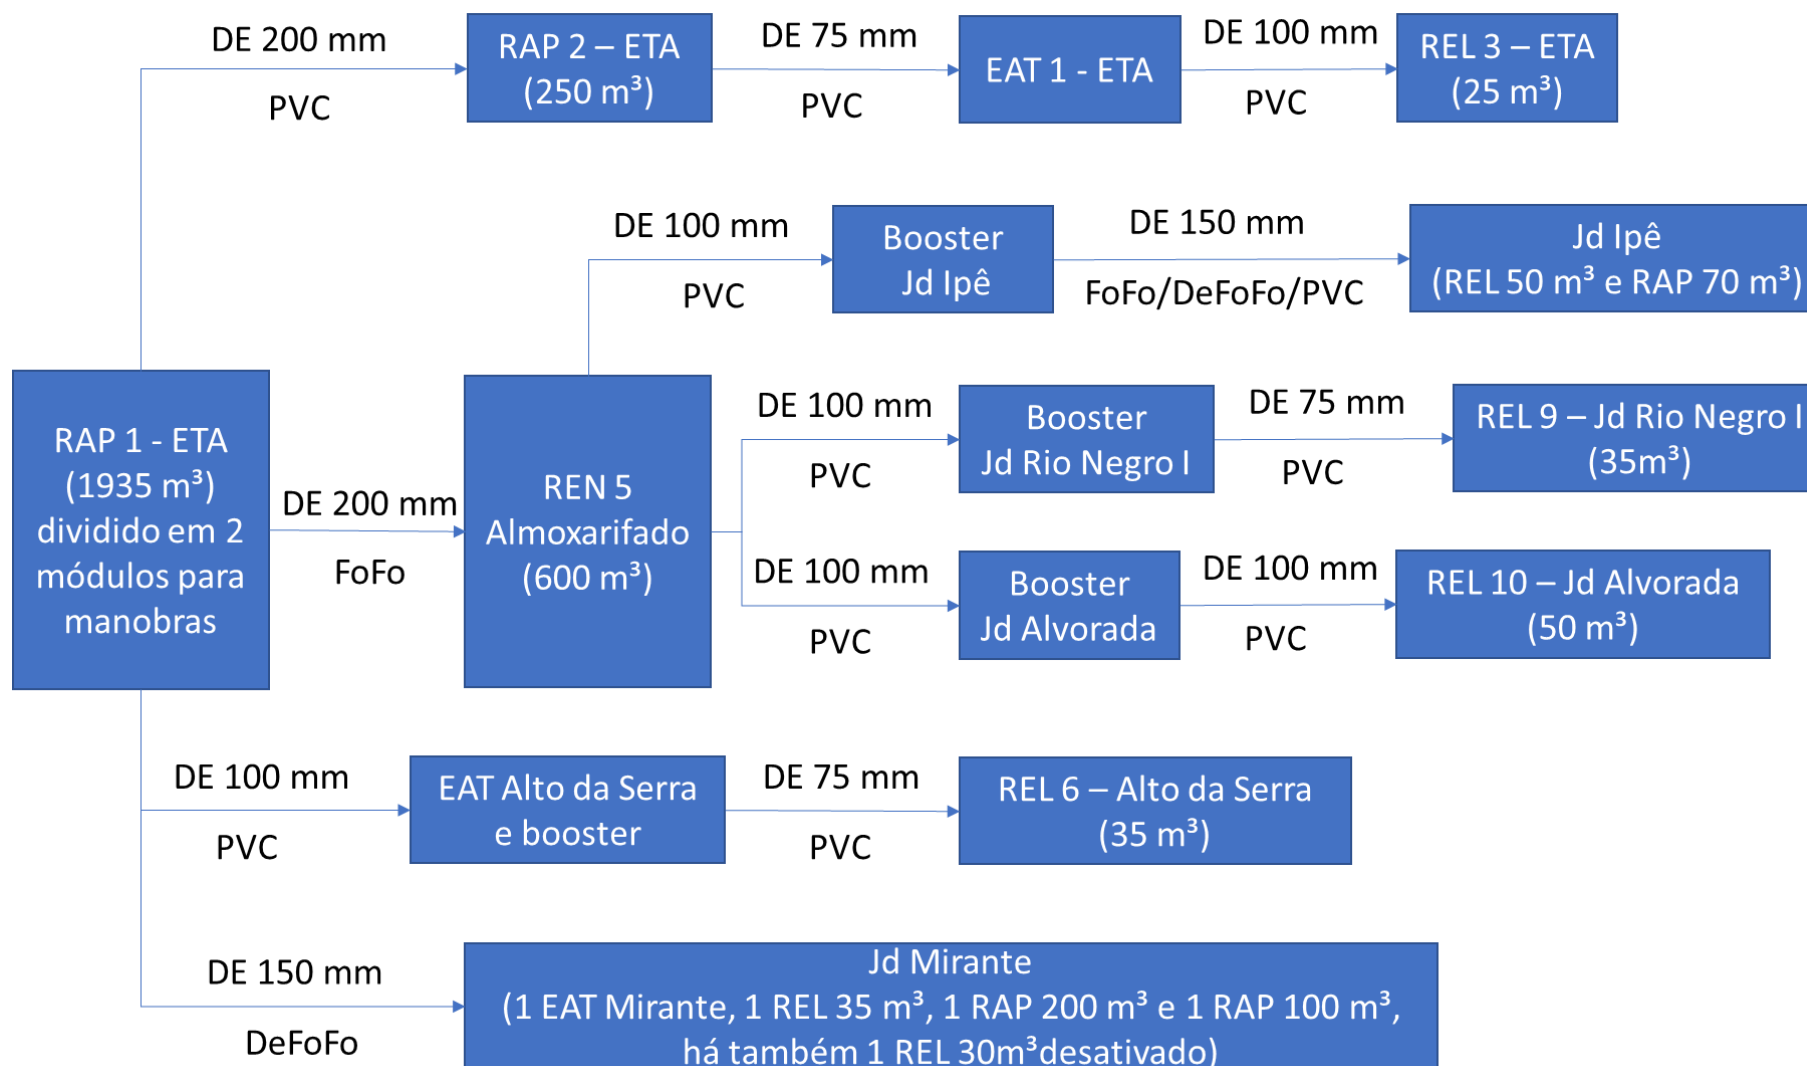 DE 200 mm
PVC
RAP 2 – ETA
(250 m³)
DE 75 mm
PVC
EAT 1 - ETA
DE 100 mm
PVC
REL 3 – ETA
(25 m³)
DE 100 mm
PVC
Booster
Jd Ipê
DE 150 mm
FoFo/DeFoFo/PVC
Jd Ipê
(REL 50 m³ e RAP 70 m³)
RAP 1 - ETA
(1935 m³)
dividido em 2
módulos para
manobras
DE 200 mm
FoFo
REN 5
Almoxarifado
(600 m³)
DE 100 mm
PVC
Booster
Jd Rio Negro I
DE 75 mm
PVC
REL 9 – Jd Rio Negro I
(35m³)
DE 100 mm
PVC
Booster
Jd Alvorada
DE 100 mm
PVC
REL 10 – Jd Alvorada
(50 m³)
DE 100 mm
PVC
EAT Alto da Serra
e booster
DE 75 mm
PVC
REL 6 – Alto da Serra
(35 m³)
DE 150 mm
DeFoFo
Jd Mirante
(1 EAT Mirante, 1 REL 35 m³, 1 RAP 200 m³ e 1 RAP 100 m³,
há também 1 REL 30m³desativado)